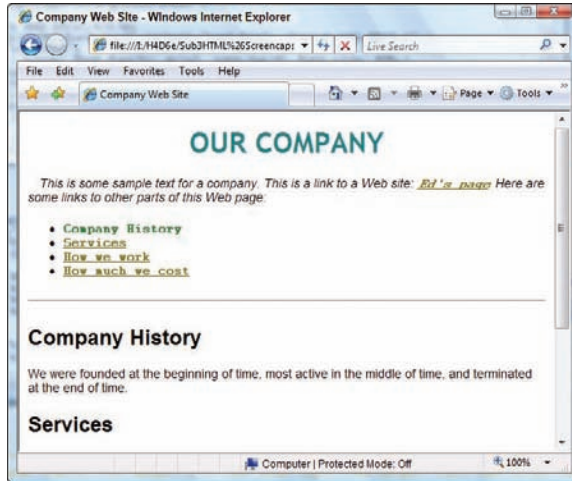 Company Web Site - Windows Internet Explorer
file:///I:/H4D6e/Sub3HTML%26Screencaps
Live Search
File Edit View Favorites Tools Help
Company Web Site
Page Tools
OUR COMPANY
This is some sample text for a company. This is a link to a Web site: Ed's page Here are
some links to other parts of this Web page:
Company History
Services
How we work
How much we cost
Company History
We were founded at the beginning of time, most active in the middle of time, and terminated
at the end of time.
Services
Computer | Protected Mode: Off
100%